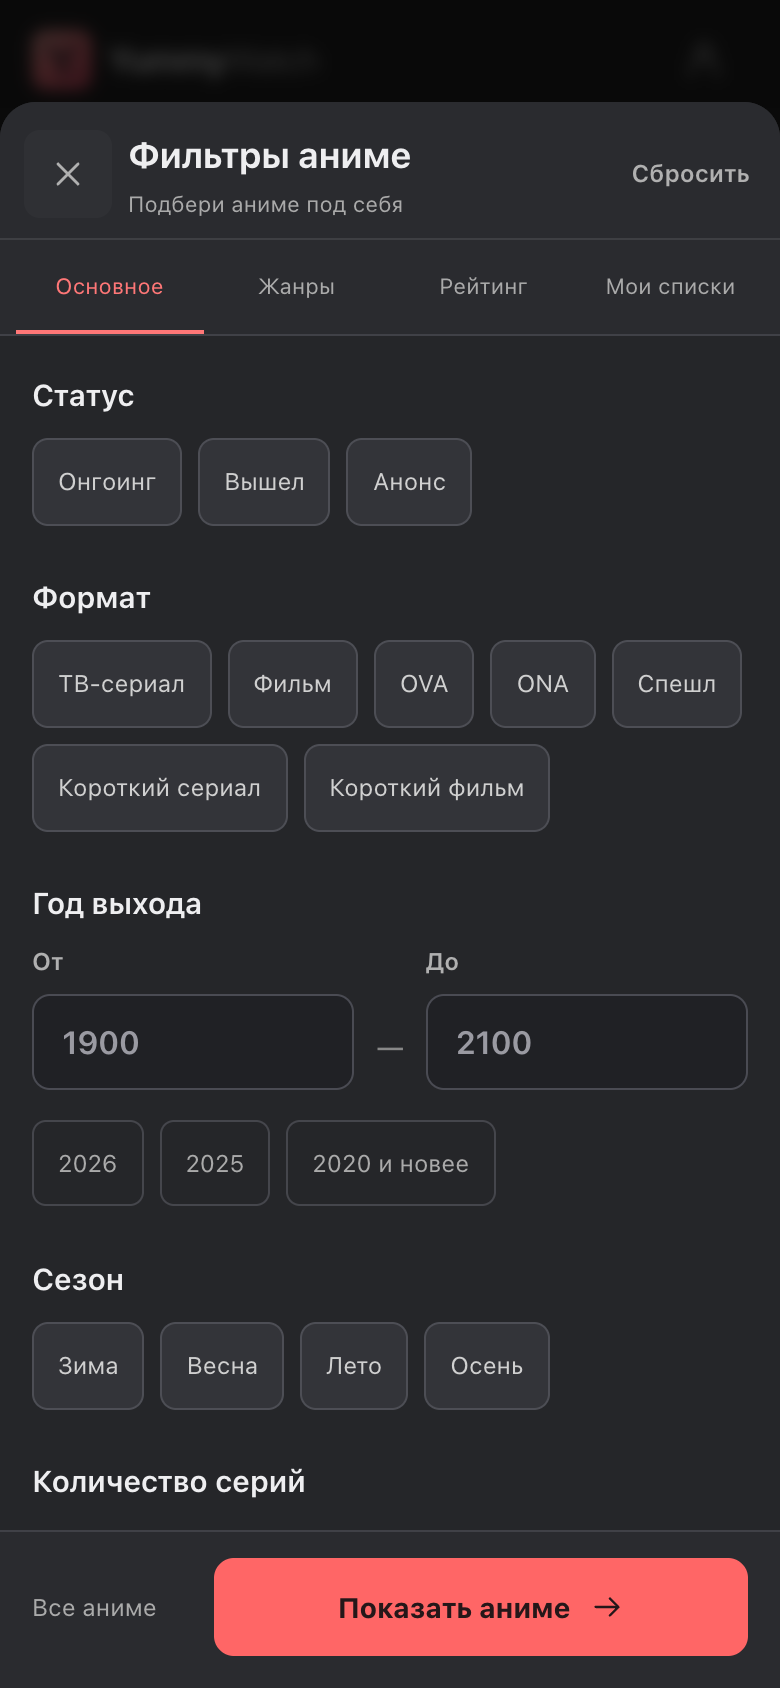 Фильтры аниме
Подбери аниме под себя
Сбросить
Основное Жанры Рейтинг Мои списки
Статус
Онгоинг Вышел Анонс
Формат
ТВ-сериал Фильм OVA ONA Спешл
Короткий сериал Короткий фильм
Год выхода
От До
1900 — 2100
2026 2025 2020 и новее
Сезон
Зима Весна Лето Осень
Количество серий
Все аниме Показать аниме →